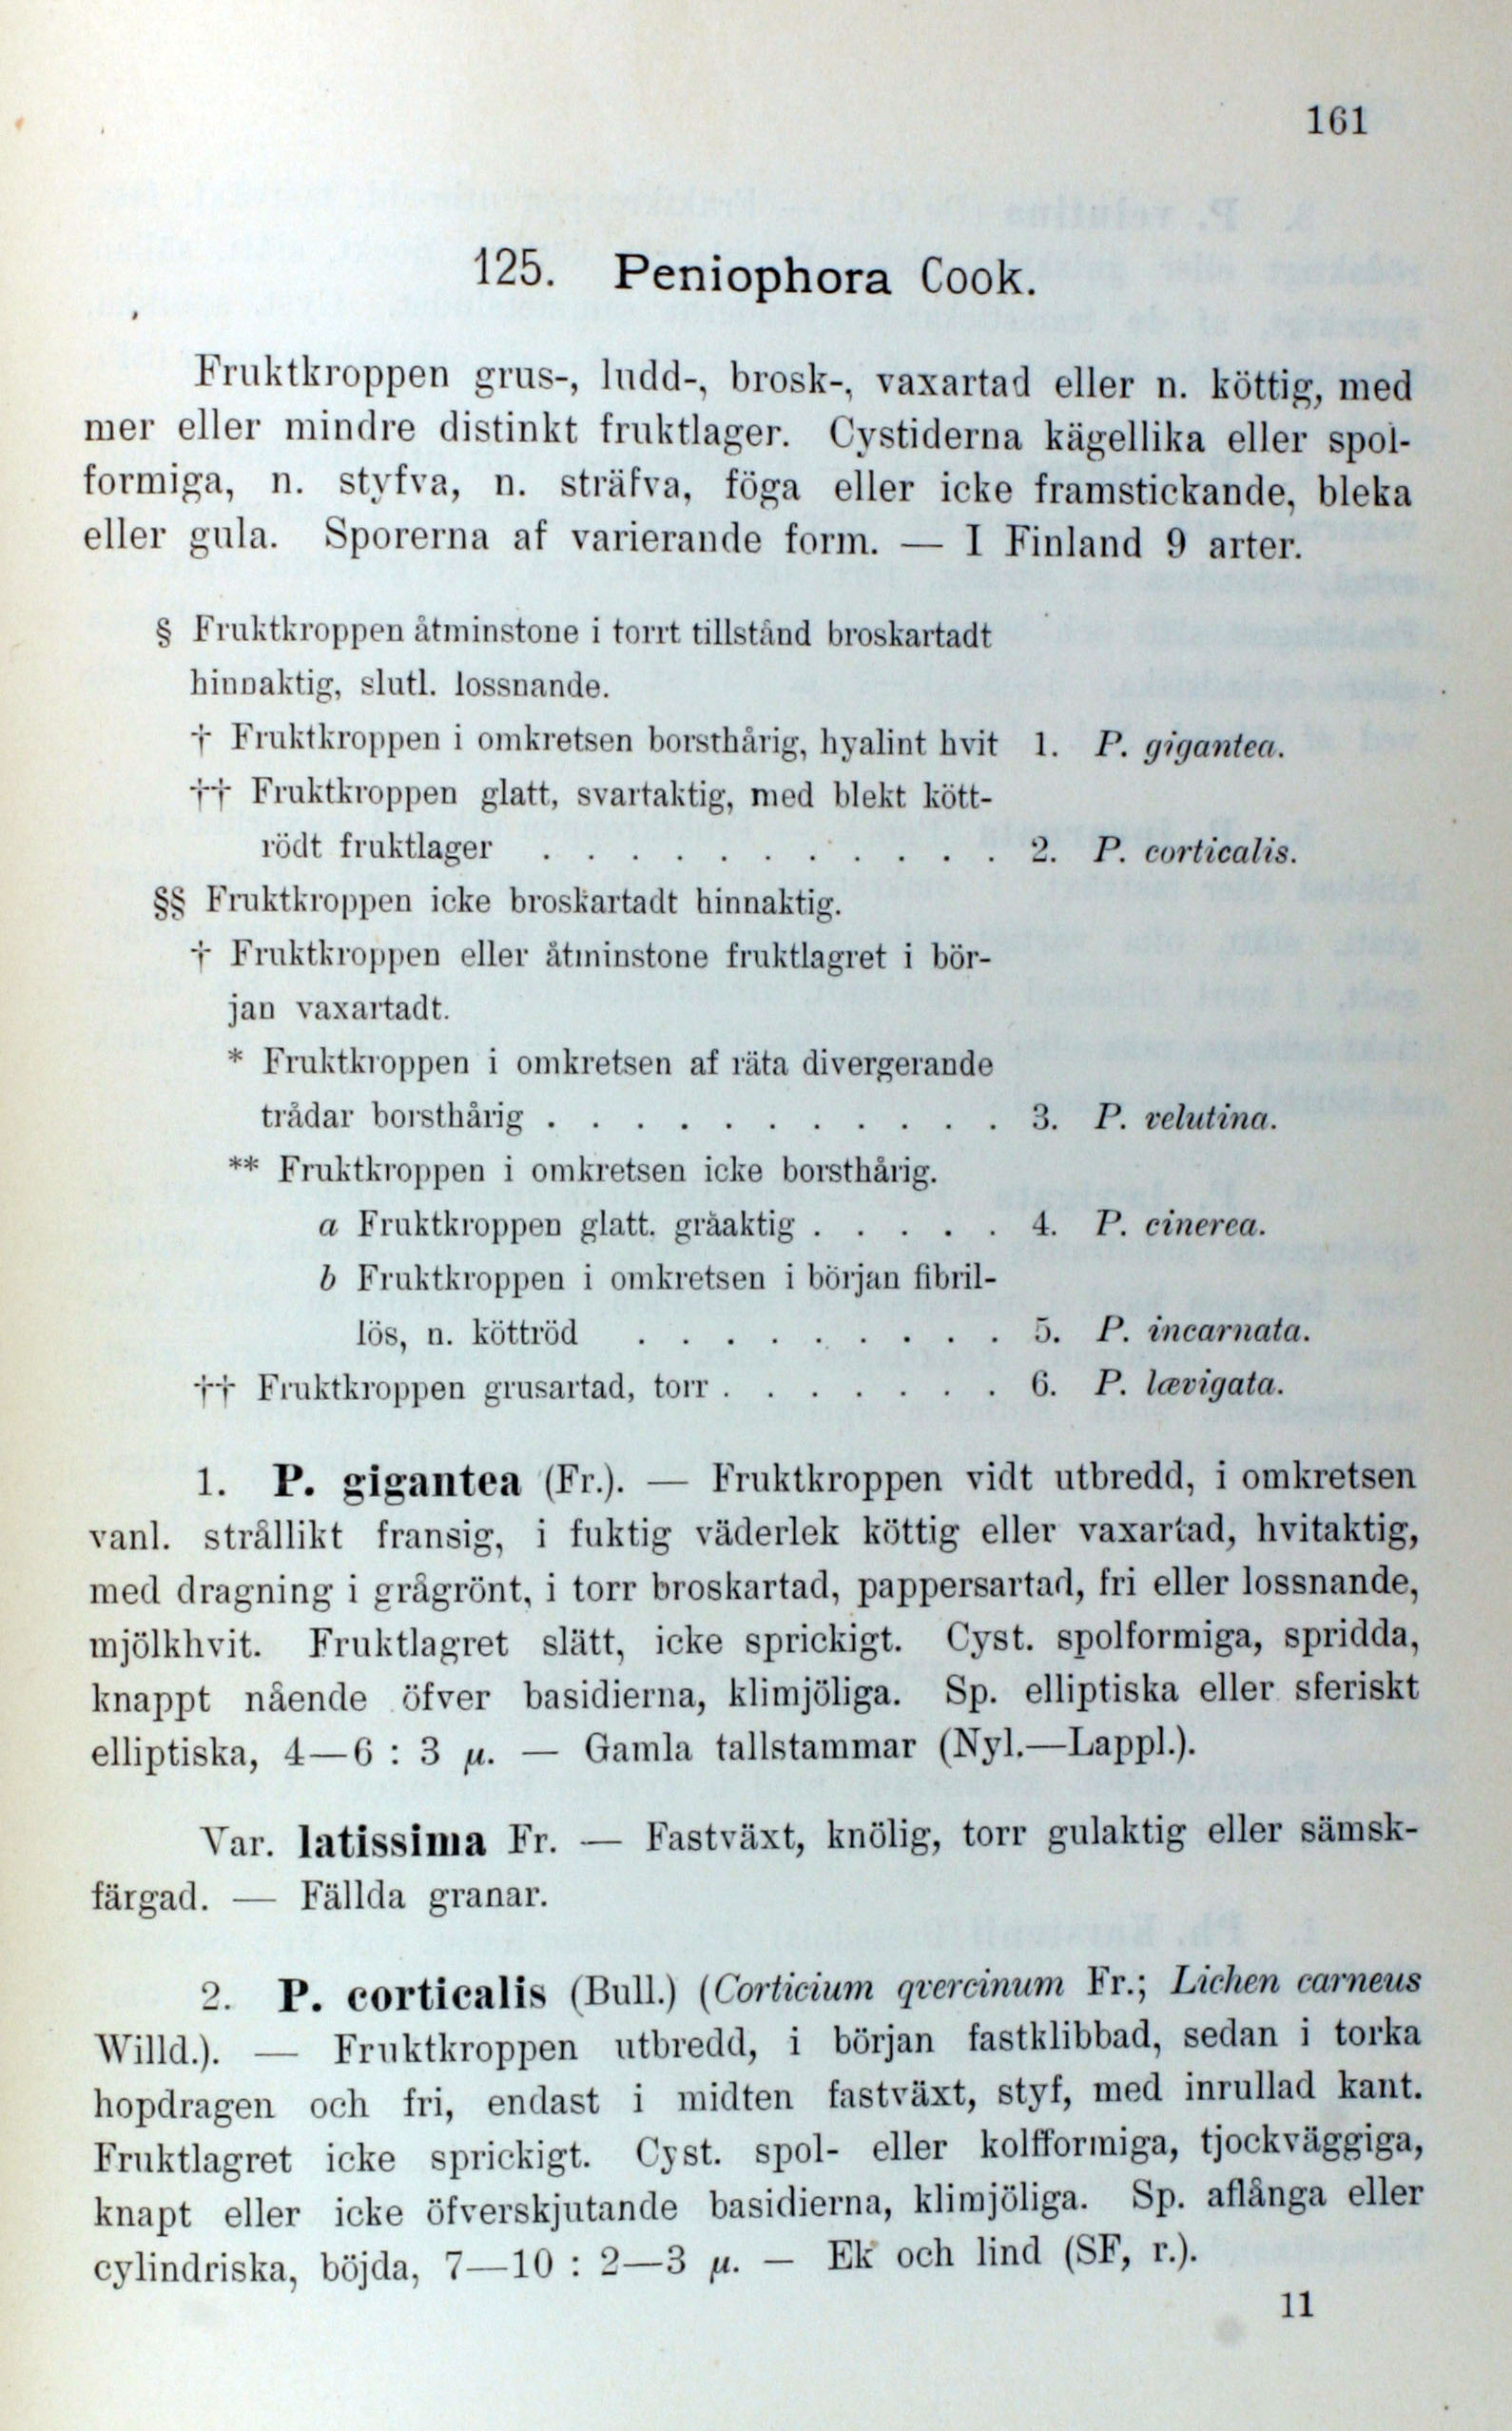 161
125. Peniophora Cook.
Fruktkroppen grus-, ludd-, brosk-, vaxartad eller n. köttig, med
mer eller mindre distinkt fruktlager. Cystiderna kägellika eller spol-
formiga, n. styfva, n. sträfva, föga eller icke framstickande, bleka
eller gula. Sporerna af varierande form. — I Finland 9 arter.
§ Fruktkroppen åtminstone i torrt tillstånd broskartadt
hinnaktig, slutl. lossnande.
† Fruktkroppen i omkretsen borsthårig, hyalint hvit 1. P. gigantea.
†† Fruktkroppen glatt, svartaktig, med blekt kött-
rödt fruktlager . . . . . . . . . . . 2. P. corticalis.
§§ Fruktkroppen icke broskartadt hinnaktig.
† Fruktkroppen eller åtminstone fruktlagret i bör-
jan vaxartadt.
* Fruktkroppen i omkretsen af räta divergerande
trådar borsthårig . . . . . . . . . . . 3. P. velutina.
** Fruktkroppen i omkretsen icke borsthårig.
a Fruktkroppen glatt. gråaktig . . . . . 4. P. cinerea.
b Fruktkroppen i omkretsen i början fibril-
lös, n. köttröd . . . . . . . . . 5. P. incarnata.
†† Fruktkroppen grusartad, torr . . . . . . . 6. P. lævigata.
1. P. gigantea (Fr.). — Fruktkroppen vidt utbredd, i omkretsen
vanl. strållikt fransig, i fuktig väderlek köttig eller vaxartad, hvitaktig,
med dragning i grågrönt, i torr broskartad, pappersartad, fri eller lossnande,
mjölkhvit. Fruktlagret slätt, icke sprickigt. Cyst. spolformiga, spridda,
knappt nående öfver basidierna, klimjöliga. Sp. elliptiska eller sferiskt
elliptiska, 4—6 : 3 µ. — Gamla tallstammar (Nyl.—Lappl.).
Var. latissima Fr. — Fastväxt, knölig, torr gulaktig eller sämsk-
färgad. — Fällda granar.
2. P. corticalis (Bull.) (Corticium qvercinum Fr.; Lichen carneus
Willd.). — Fruktkroppen utbredd, i början fastklibbad, sedan i torka
hopdragen och fri, endast i midten fastväxt, styf, med inrullad kant.
Fruktlagret icke sprickigt. Cyst. spol- eller kolfformiga, tjockväggiga,
knapt eller icke öfverskjutande basidierna, klimjöliga. Sp. aflånga eller
cylindriska, böjda, 7—10 : 2—3 µ. — Ek och lind (SF, r.).
11